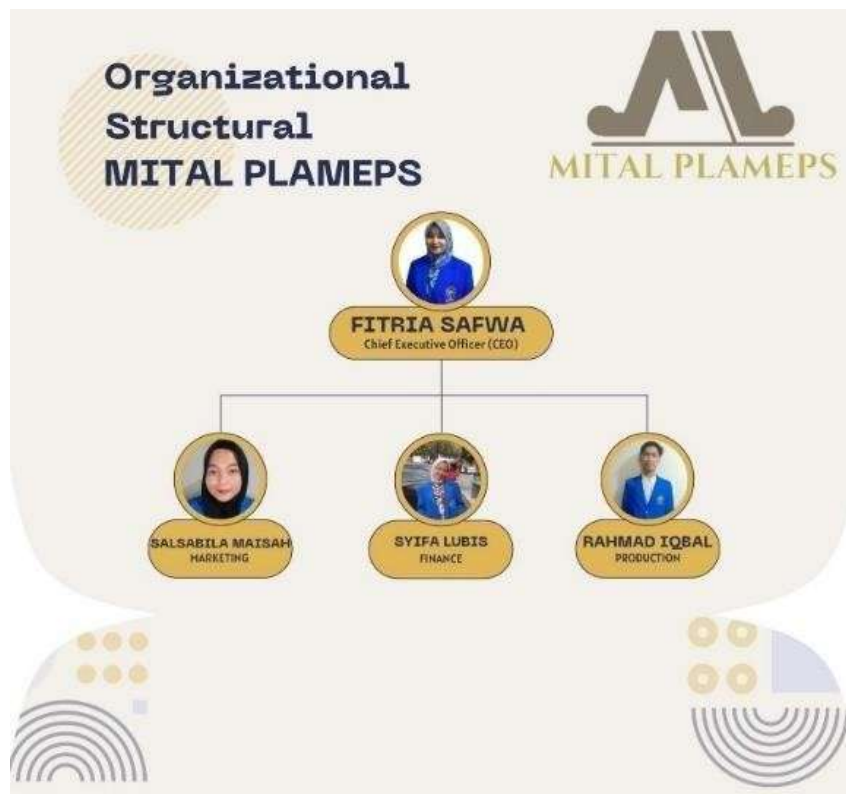 Organizational
Structural
MITAL PLAMEPS
MITAL PLAMEPS
FITRIA SAFWA
Chief Executive Officer (CEO)
SALSABILA MAISAH
MARKETING
SYIFA LUBIS
FINANCE
RAHMAD IQBAL
PRODUCTION